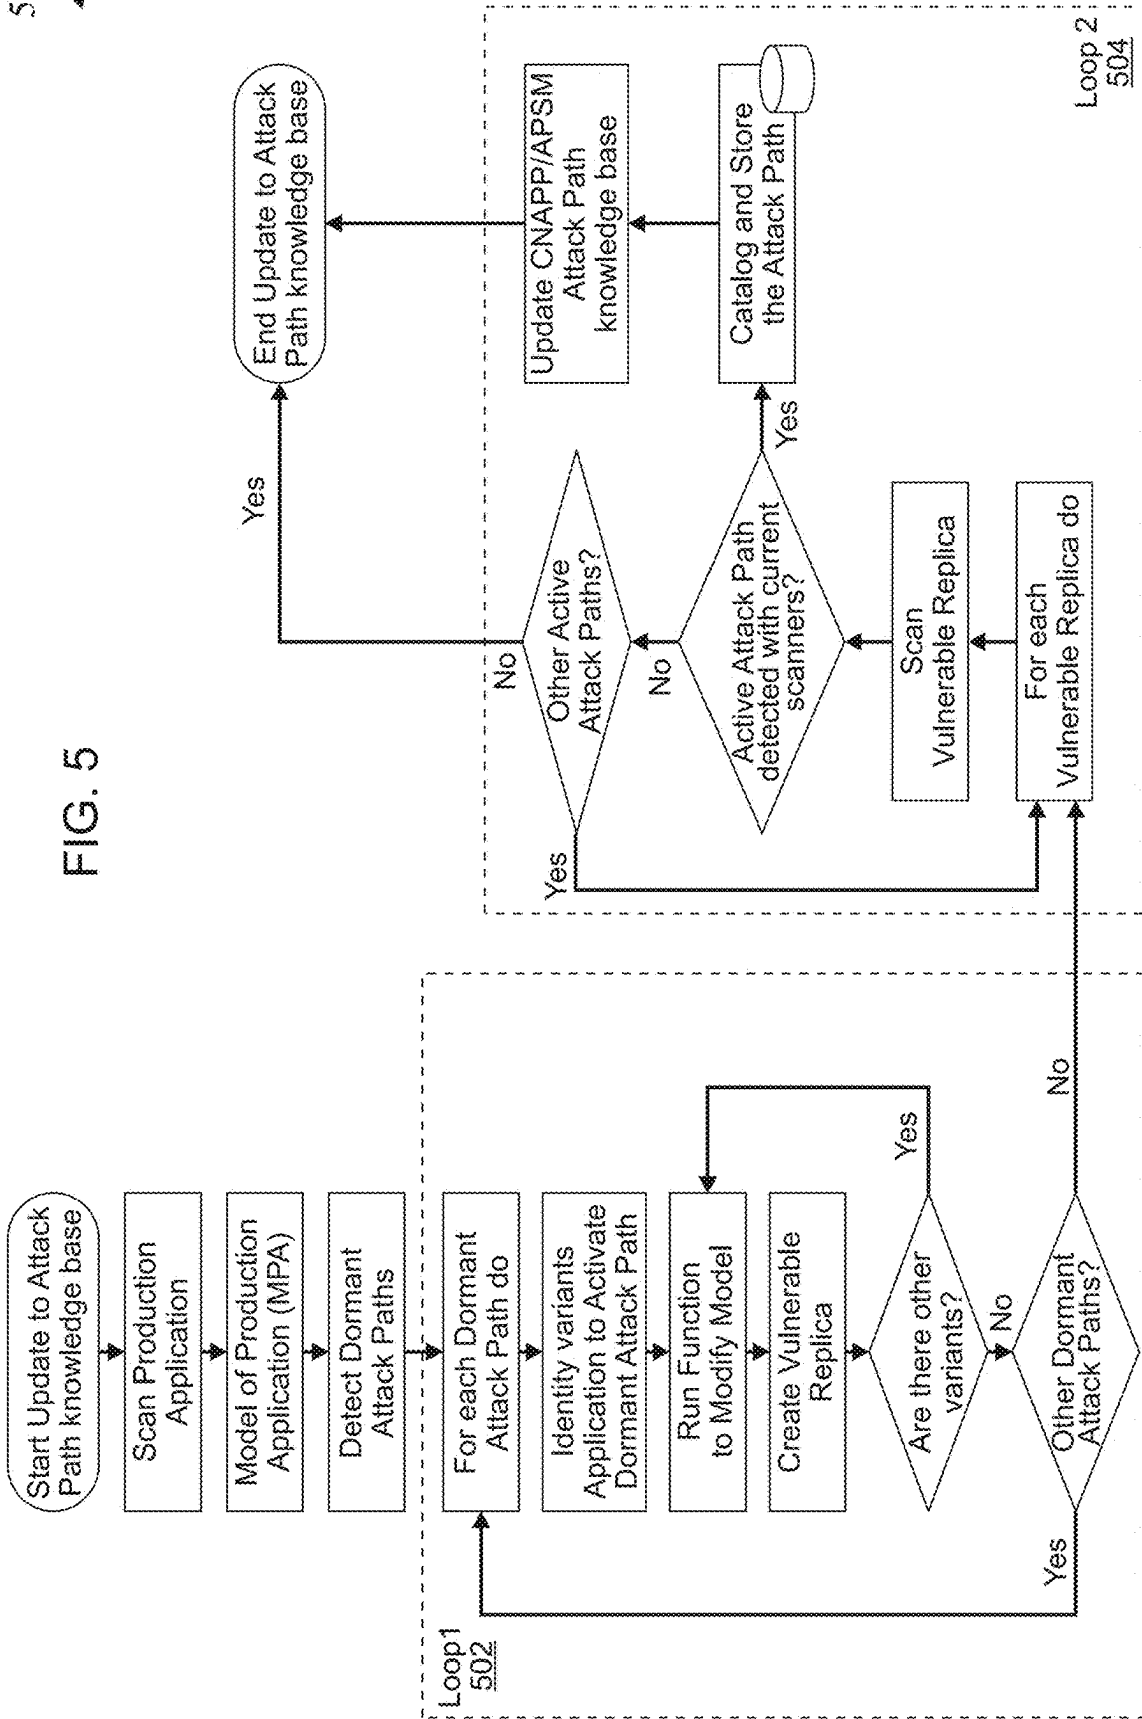 5
FIG. 5
Start Update to Attack
Path knowledge base
Scan Production
Application
Model of Production
Application (MPA)
Detect Dormant
Attack Paths
Loop1
502
For each Dormant
Attack Path do
Identity variants
Application to Activate
Dormant Attack Path
Run Function
to Modify Model
Create Vulnerable
Replica
Are there other
variants?
Yes
No
Other Dormant
Attack Paths?
Yes
No
For each
Vulnerable Replica do
Scan
Vulnerable Replica
Active Attack Path
detected with current
scanners?
No
Yes
Other Active
Attack Paths?
Yes
No
Yes
Catalog and Store
the Attack Path
Update CNAPP/APSM
Attack Path
knowledge base
End Update to Attack
Path knowledge base
Loop 2
504